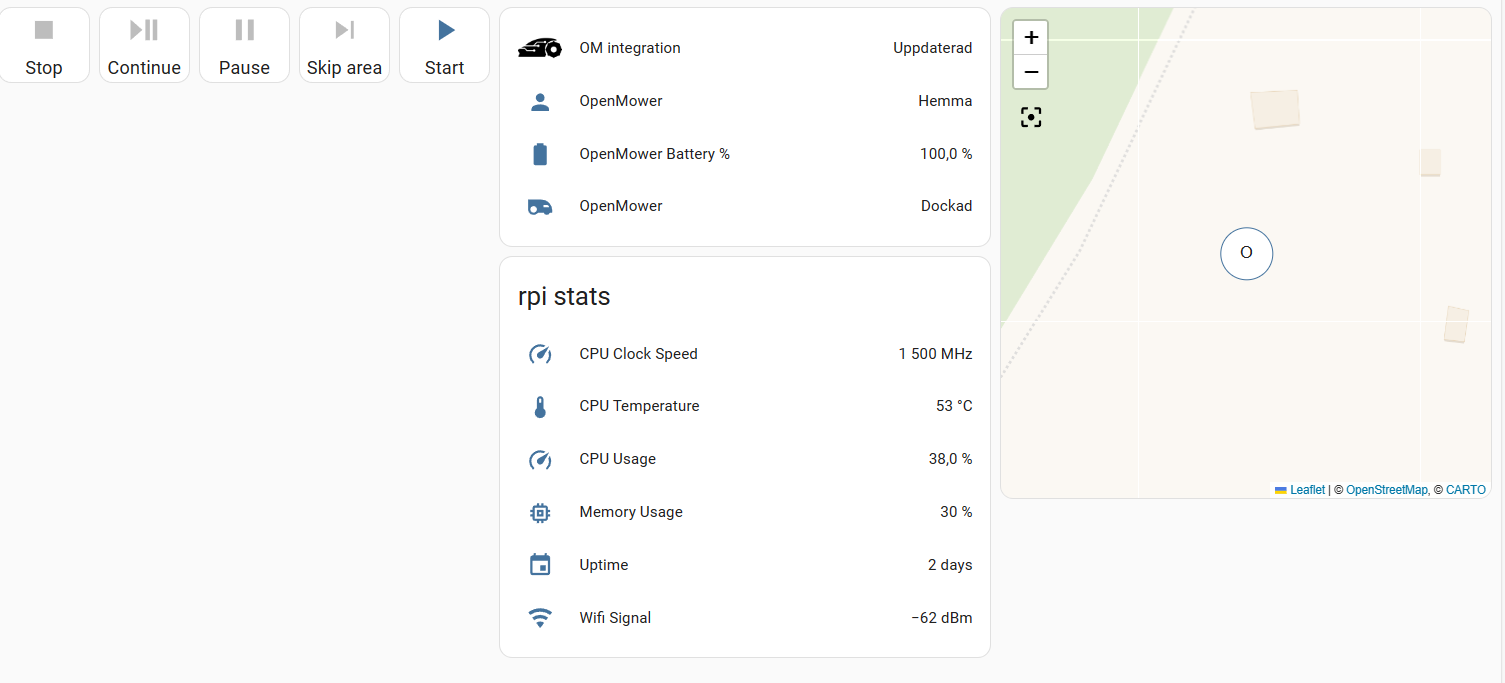 Stop
Continue
Pause
Skip area
Start
OM integration Uppdaterad
OpenMower Hemma
OpenMower Battery % 100,0 %
OpenMower Dockad
rpi stats
CPU Clock Speed 1 500 MHz
CPU Temperature 53 °C
CPU Usage 38,0 %
Memory Usage 30 %
Uptime 2 days
Wifi Signal −62 dBm
+
−
O
Leaflet | © OpenStreetMap, © CARTO